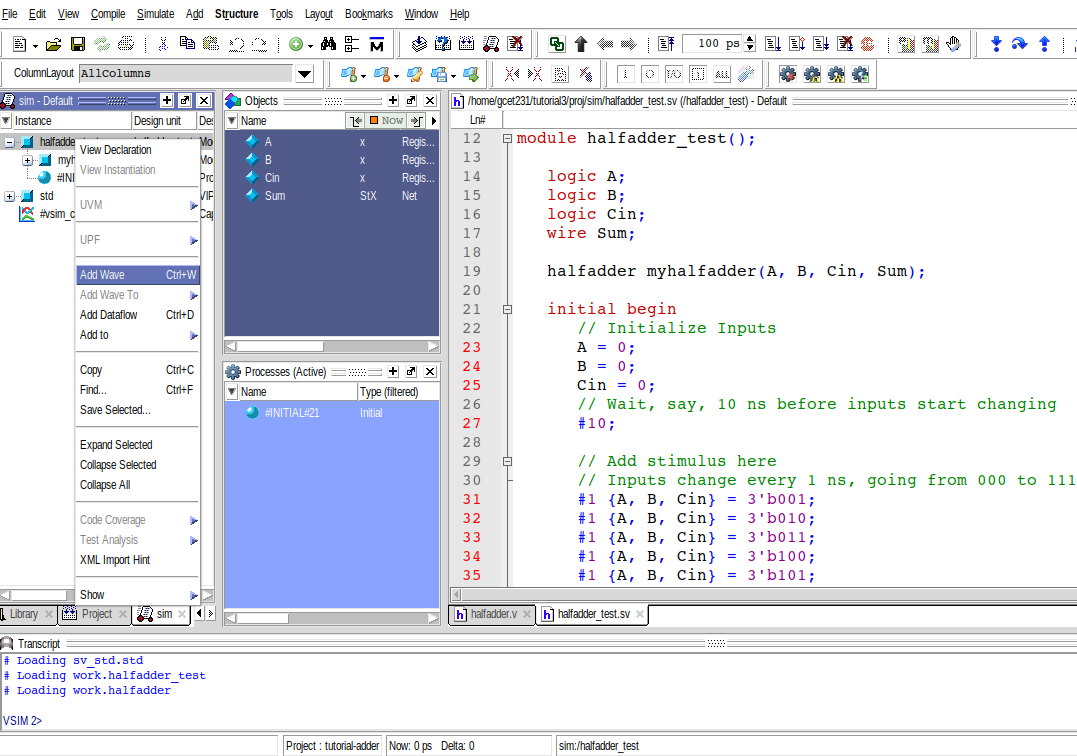 File Edit View Compile Simulate Add Structure Tools Layout Bookmarks Window Help
100 ps
ColumnLayout AllColumns
sim - Default
Instance Design unit Des
halfadde
myh
#INI
std
#vsim_c
Mo
Mo
Pro
VIP
Cap
View Declaration
View Instantiation
UVM
UPF
Add Wave Ctrl+W
Add Wave To
Add Dataflow Ctrl+D
Add to
Copy Ctrl+C
Find... Ctrl+F
Save Selected...
Expand Selected
Collapse Selected
Collapse All
Code Coverage
Test Analysis
XML Import Hint
Show
Library Project sim
Objects
Name Now
A x Regis...
B x Regis...
Cin x Regis...
Sum StX Net
Processes (Active)
Name Type (filtered)
#INITIAL#21 Initial
/home/gcet231/tutorial3/proj/sim/halfadder_test.sv (/halfadder_test) - Default
Ln#
12 module halfadder_test();
13
14 logic A;
15 logic B;
16 logic Cin;
17 wire Sum;
18
19 halfadder myhalfadder(A, B, Cin, Sum);
20
21 initial begin
22 // Initialize Inputs
23 A = 0;
24 B = 0;
25 Cin = 0;
26 // Wait, say, 10 ns before inputs start changing
27 #10;
28
29 // Add stimulus here
30 // Inputs change every 1 ns, going from 000 to 111
31 #1 {A, B, Cin} = 3'b001;
32 #1 {A, B, Cin} = 3'b010;
33 #1 {A, B, Cin} = 3'b011;
34 #1 {A, B, Cin} = 3'b100;
35 #1 {A, B, Cin} = 3'b101;
halfadder.v halfadder_test.sv
Transcript
# Loading sv_std.std
# Loading work.halfadder_test
# Loading work.halfadder
VSIM 2>
Project : tutorial-adder Now: 0 ps Delta: 0 sim:/halfadder_test